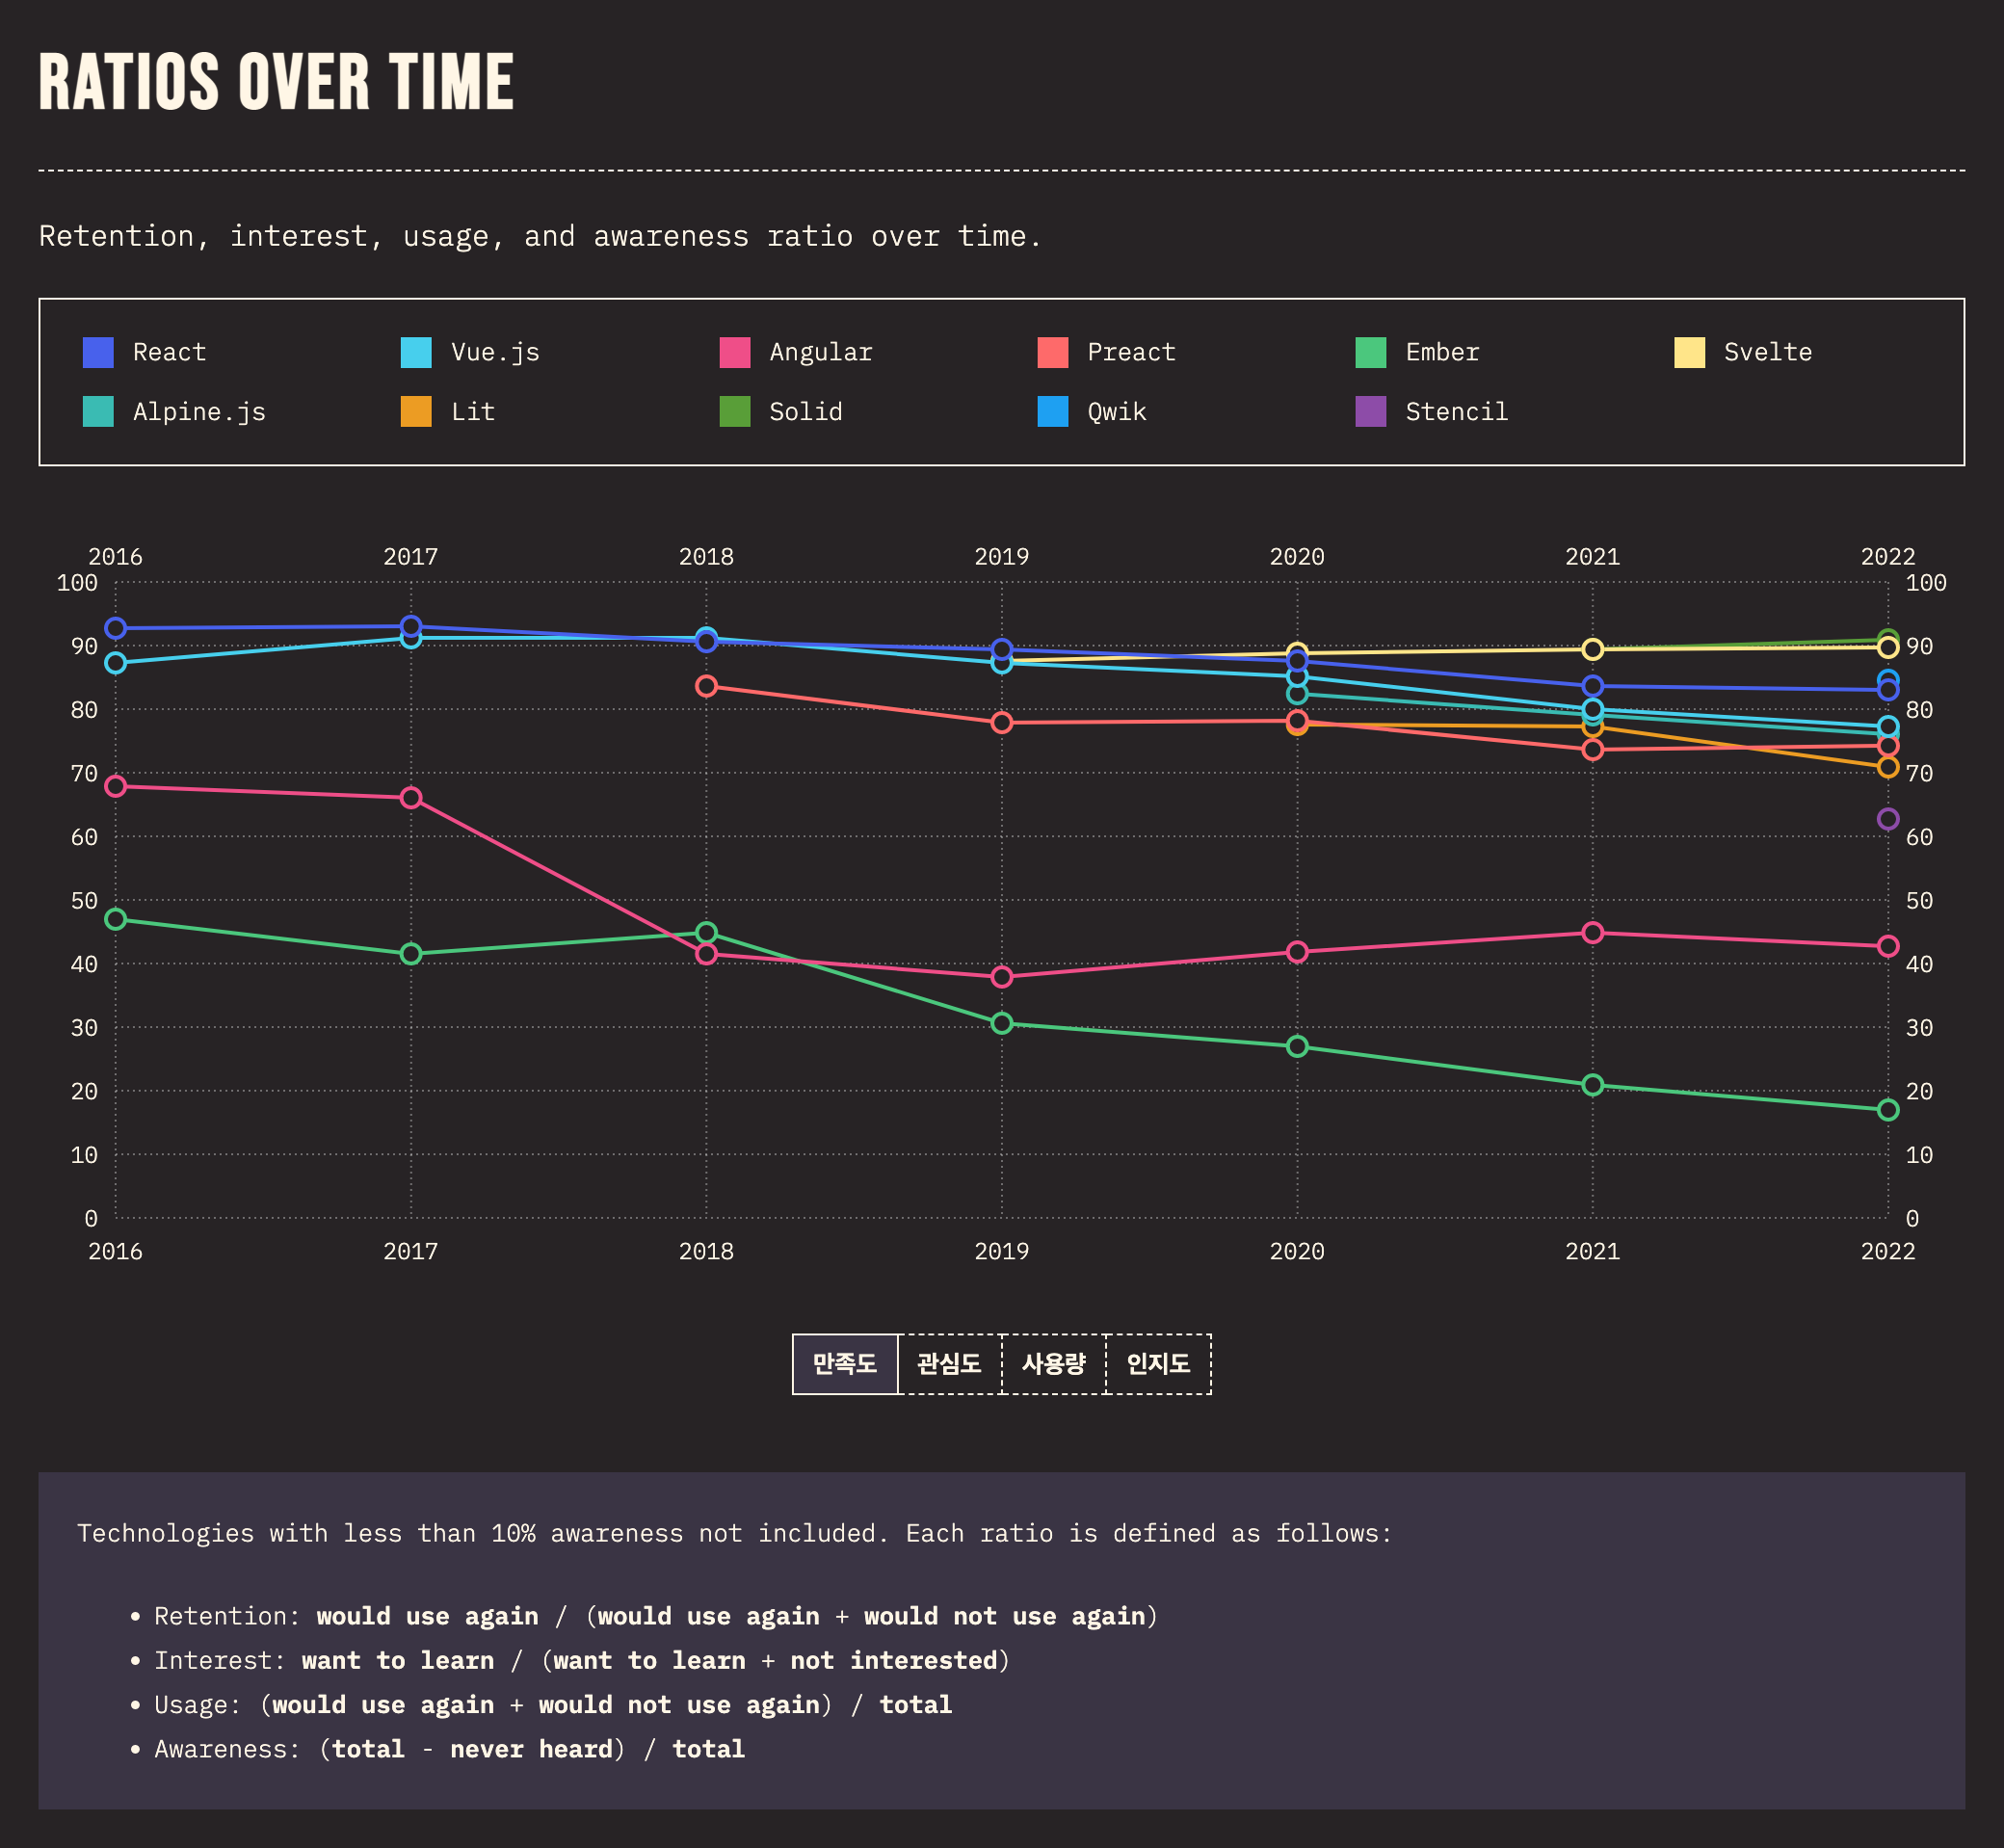 RATIOS OVER TIME
Retention, interest, usage, and awareness ratio over time.
React Vue.js Angular Preact Ember Svelte
Alpine.js Lit Solid Qwik Stencil
2016 2017 2018 2019 2020 2021 2022
100 100
90 90
80 80
70 70
60 60
50 50
40 40
30 30
20 20
10 10
0 0
2016 2017 2018 2019 2020 2021 2022
만족도 관심도 사용량 인지도
Technologies with less than 10% awareness not included. Each ratio is defined as follows:
• Retention: would use again / (would use again + would not use again)
• Interest: want to learn / (want to learn + not interested)
• Usage: (would use again + would not use again) / total
• Awareness: (total - never heard) / total